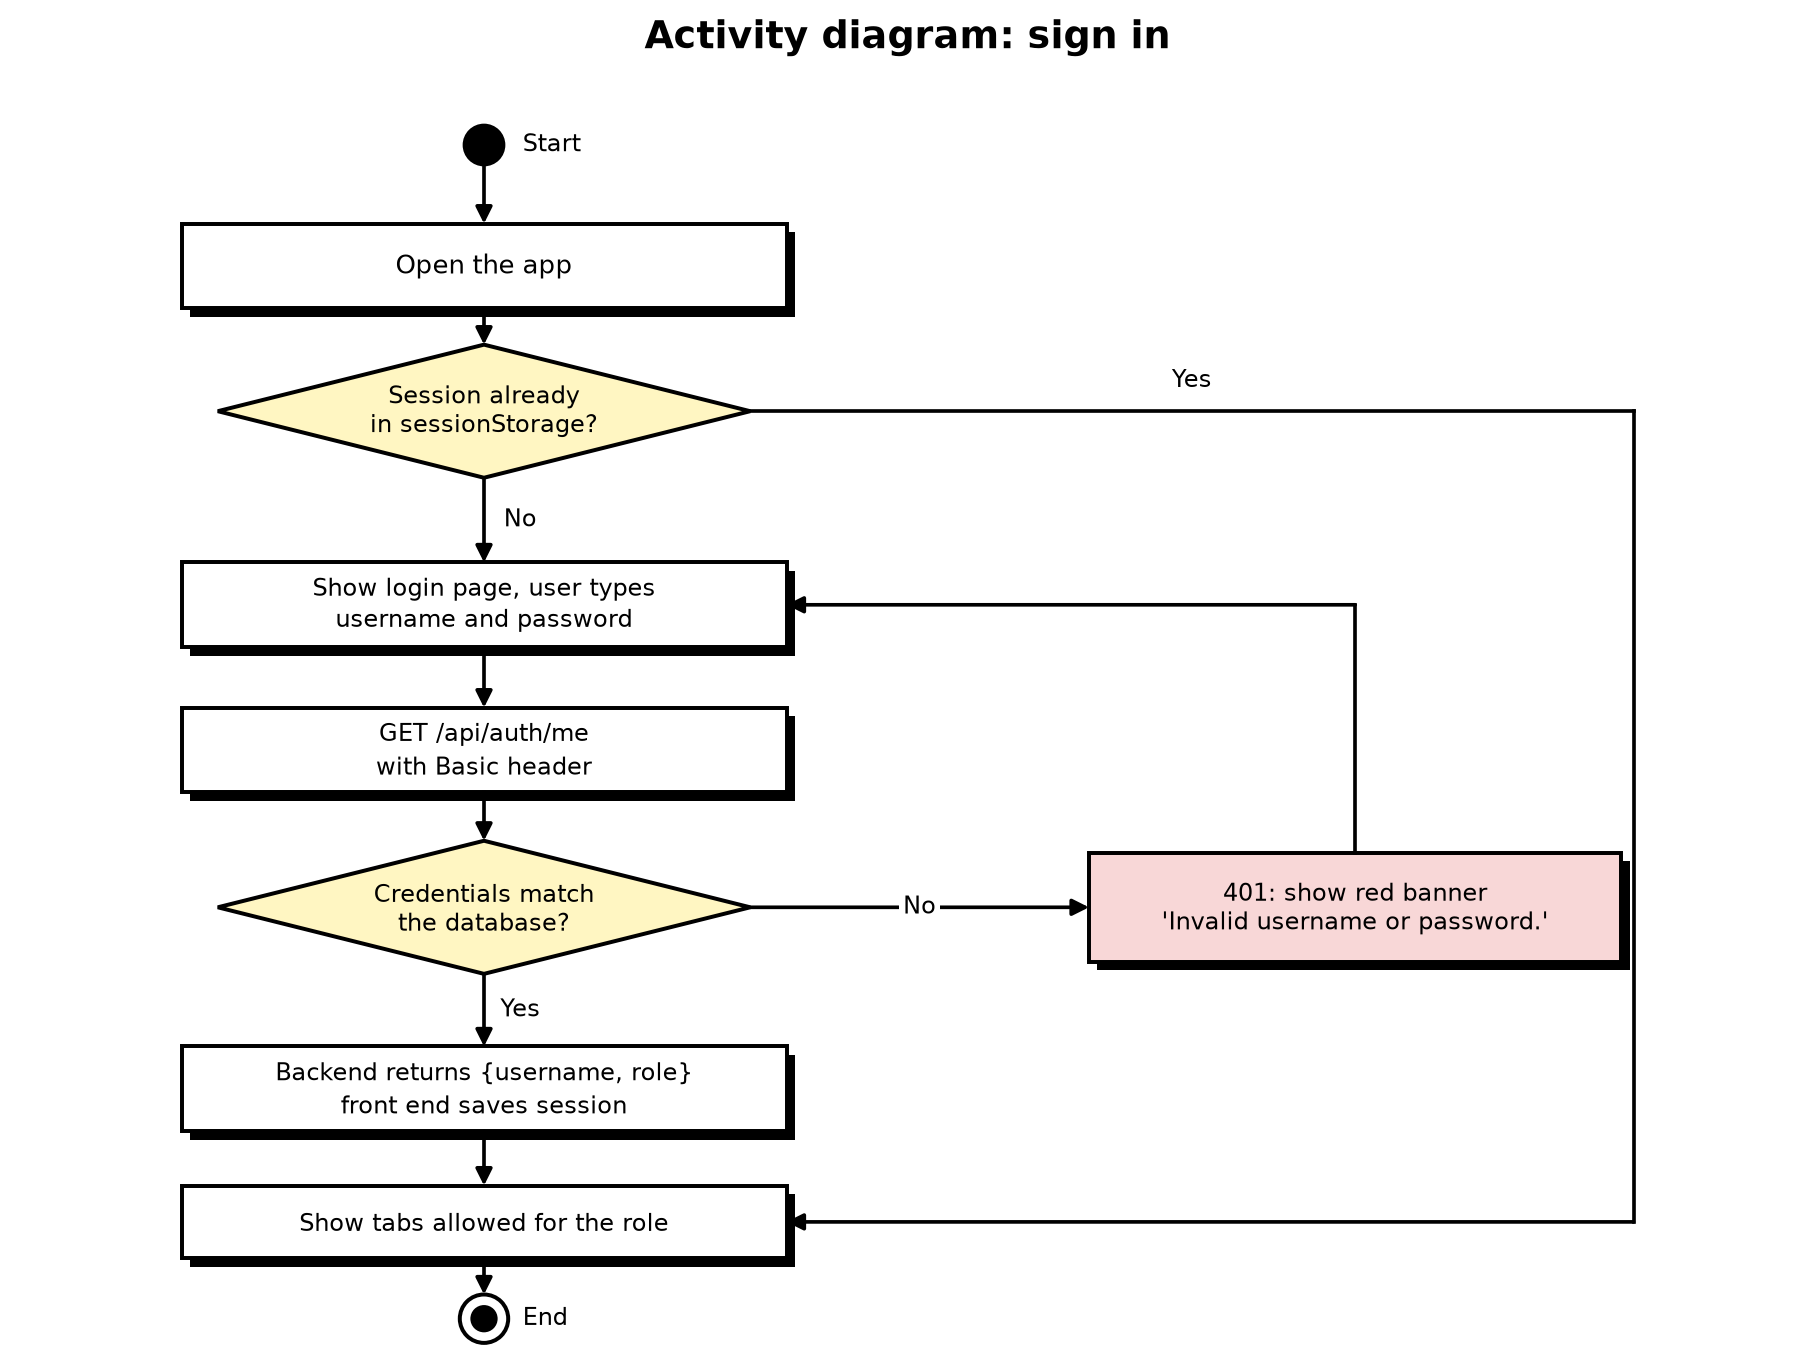 Activity diagram: sign in
Start
Open the app
Session already
in sessionStorage?
Yes
No
Show login page, user types
username and password
GET /api/auth/me
with Basic header
Credentials match
the database?
No
401: show red banner
'Invalid username or password.'
Yes
Backend returns {username, role}
front end saves session
Show tabs allowed for the role
End